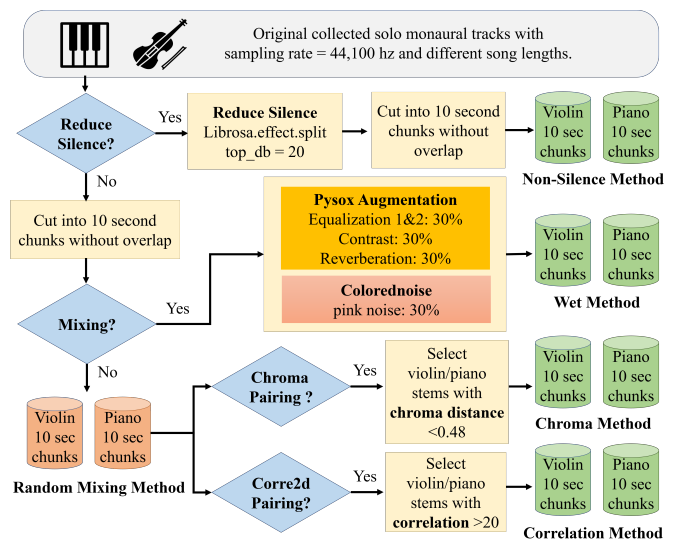 Original collected solo monaural tracks with
sampling rate = 44,100 hz and different song lengths.
Reduce
Silence?
Yes
Reduce Silence
Librosa.effect.split
top_db = 20
Cut into 10 second
chunks without
overlap
Violin
10 sec
chunks
Piano
10 sec
chunks
Non-Silence Method
No
Cut into 10 second
chunks without overlap
Pysox Augmentation
Equalization 1&2: 30%
Contrast: 30%
Reverberation: 30%
Colorednoise
pink noise: 30%
Violin
10 sec
chunks
Piano
10 sec
chunks
Wet Method
Mixing?
Yes
No
Violin
10 sec
chunks
Piano
10 sec
chunks
Random Mixing Method
Chroma
Pairing ?
Yes
Select
violin/piano
stems with
chroma distance
<0.48
Violin
10 sec
chunks
Piano
10 sec
chunks
Chroma Method
Corre2d
Pairing?
Yes
Select
violin/piano
stems with
correlation >20
Violin
10 sec
chunks
Piano
10 sec
chunks
Correlation Method